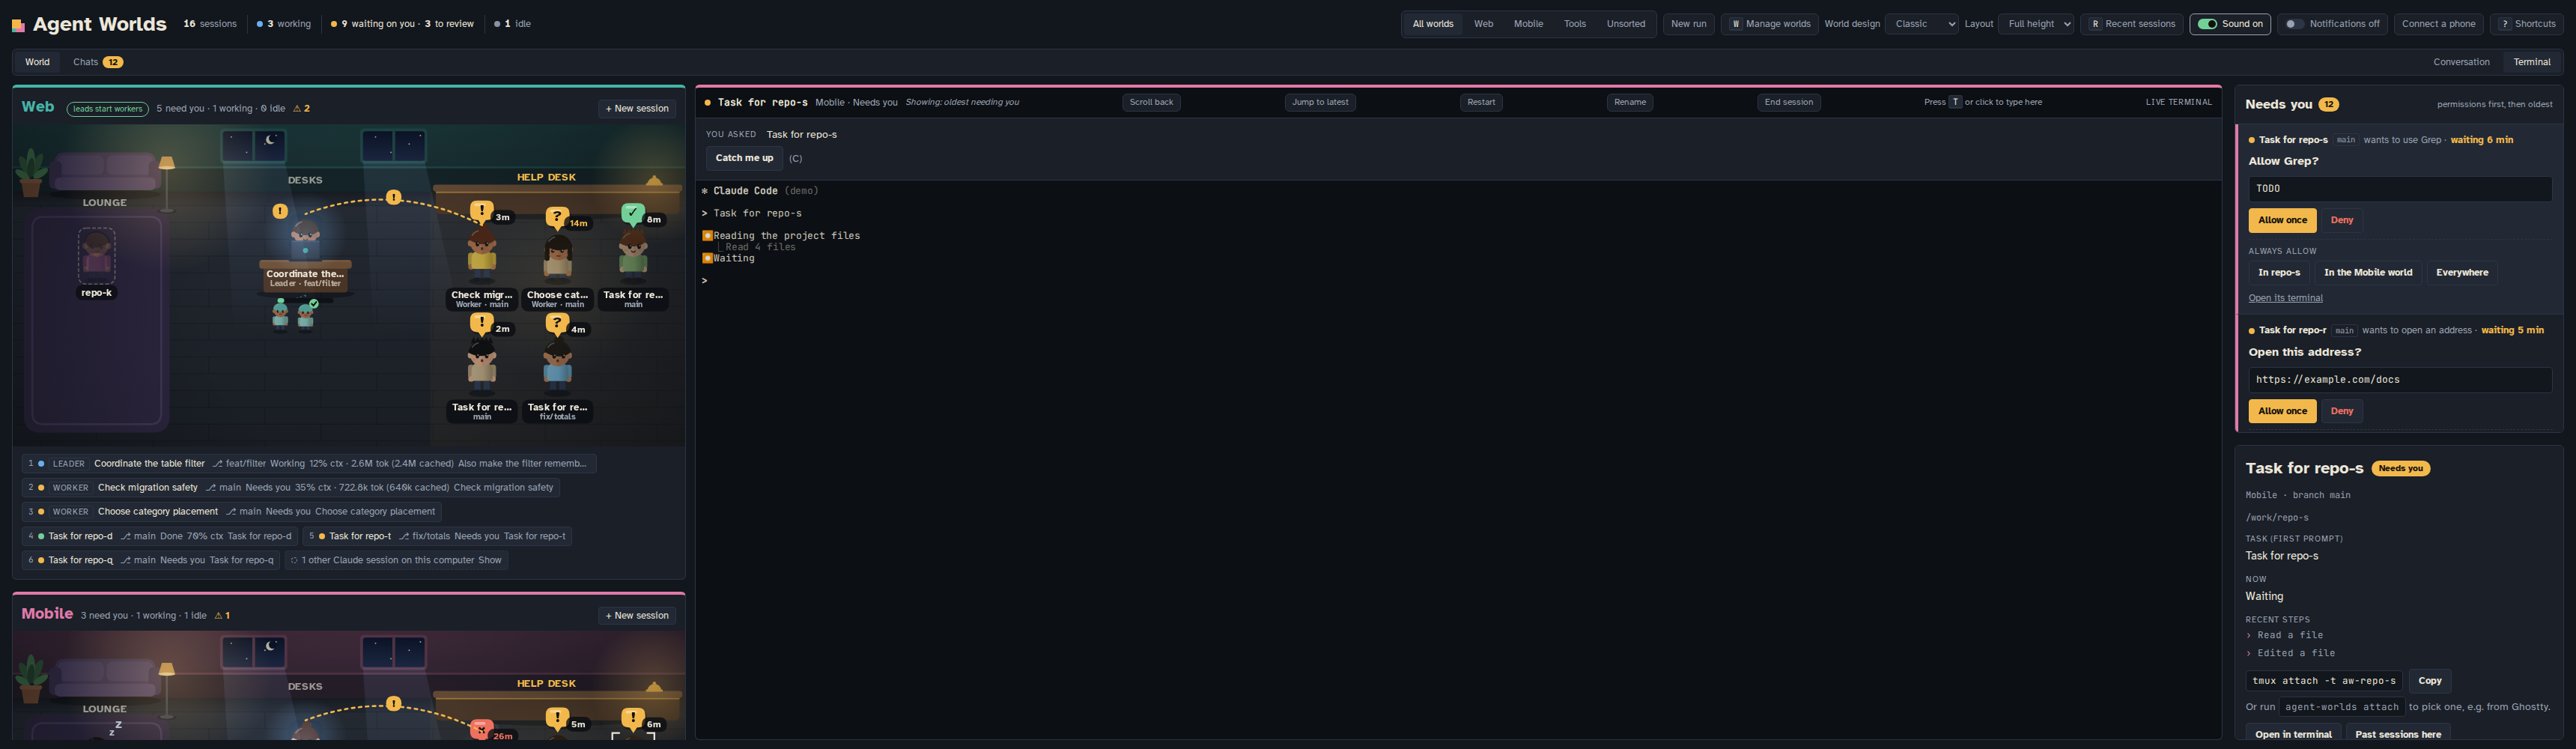 Agent Worlds 16 sessions 3 working 9 waiting on you · 3 to review 1 idle All worlds Web Mobile Tools Unsorted New run W Manage worlds World design Classic Layout Full height R Recent sessions Sound on Notifications off Connect a phone ? Shortcuts
World Chats 12 Conversation Terminal
Web leads start workers 5 need you · 1 working · 0 idle ⚠ 2 + New session
DESKS
HELP DESK
LOUNGE
! ! ! 3m ? 14m ✓ 8m
repo-k
Coordinate the...
Leader · feat/filter
Check migr...
Worker · main
Choose cat...
Worker · main
Task for re...
main
! 2m ? 4m
Task for re...
main
Task for re...
fix/totals
1 LEADER Coordinate the table filter ⎇ feat/filter Working 12% ctx · 2.6M tok (2.4M cached) Also make the filter rememb...
2 WORKER Check migration safety ⎇ main Needs you 35% ctx · 722.8k tok (640k cached) Check migration safety
3 WORKER Choose category placement ⎇ main Needs you Choose category placement
4 Task for repo-d ⎇ main Done 70% ctx Task for repo-d 5 Task for repo-t ⎇ fix/totals Needs you Task for repo-t
6 Task for repo-q ⎇ main Needs you Task for repo-q 1 other Claude session on this computer Show
Mobile 3 need you · 1 working · 1 idle ⚠ 1 + New session
DESKS
HELP DESK
LOUNGE
z
z
! 26m ! 5m ! 6m
Task for repo-s Mobile · Needs you Showing: oldest needing you Scroll back Jump to latest Restart Rename End session Press T or click to type here LIVE TERMINAL
YOU ASKED Task for repo-s
Catch me up (C)
✻ Claude Code (demo)
> Task for repo-s
Reading the project files
Read 4 files
Waiting
>
Needs you 12 permissions first, then oldest
Task for repo-s main wants to use Grep · waiting 6 min
Allow Grep?
TODO
Allow once Deny
ALWAYS ALLOW
In repo-s In the Mobile world Everywhere
Open its terminal
Task for repo-r main wants to open an address · waiting 5 min
Open this address?
https://example.com/docs
Allow once Deny
Task for repo-s Needs you
Mobile · branch main
/work/repo-s
TASK (FIRST PROMPT)
Task for repo-s
NOW
Waiting
RECENT STEPS
› Read a file
› Edited a file
tmux attach -t aw-repo-s Copy
Or run agent-worlds attach to pick one, e.g. from Ghostty.
Open in terminal Past sessions here